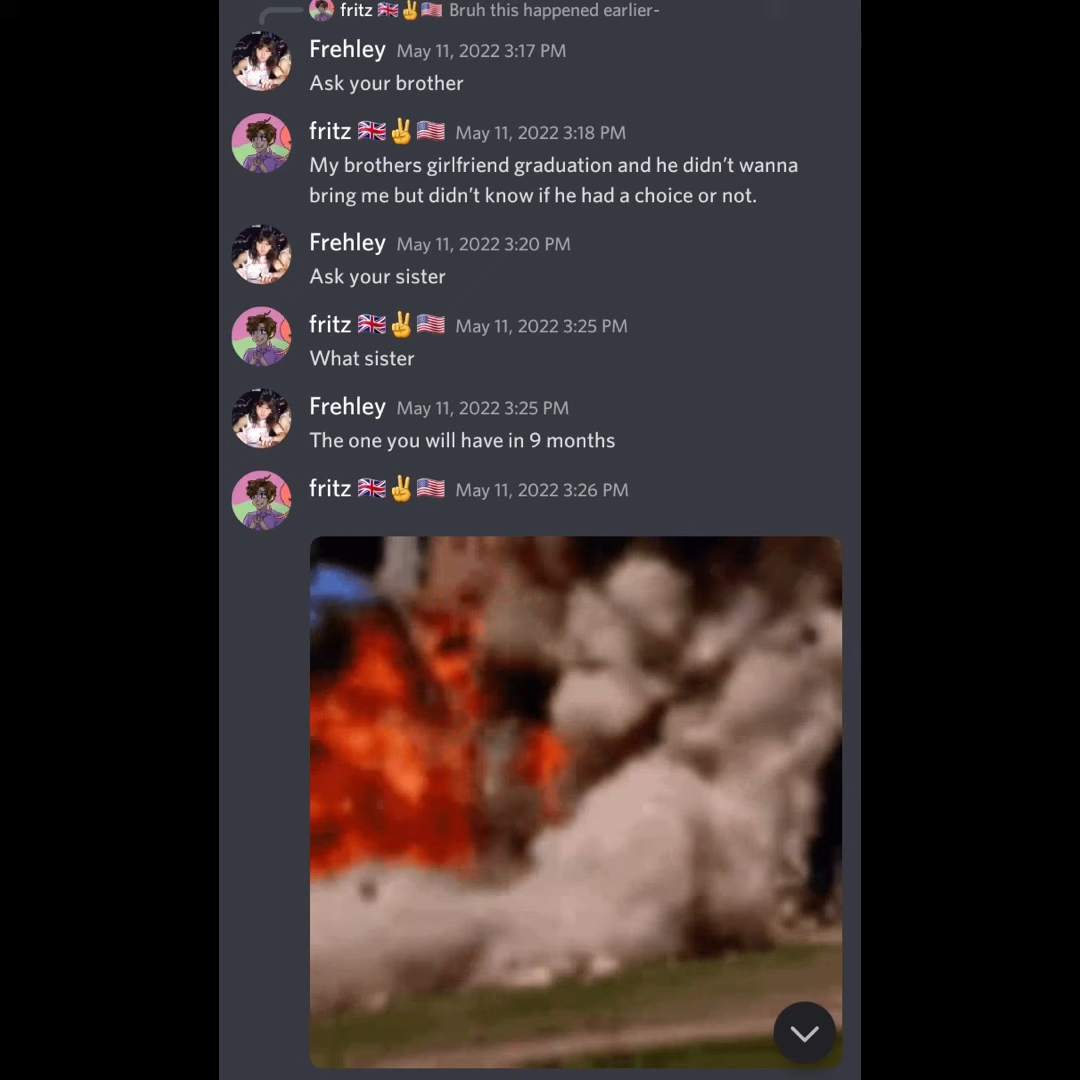 fritz 🇬🇧✌️🇺🇸 Bruh this happened earlier-
Frehley May 11, 2022 3:17 PM
Ask your brother
fritz 🇬🇧✌️🇺🇸 May 11, 2022 3:18 PM
My brothers girlfriend graduation and he didn’t wanna
bring me but didn’t know if he had a choice or not.
Frehley May 11, 2022 3:20 PM
Ask your sister
fritz 🇬🇧✌️🇺🇸 May 11, 2022 3:25 PM
What sister
Frehley May 11, 2022 3:25 PM
The one you will have in 9 months
fritz 🇬🇧✌️🇺🇸 May 11, 2022 3:26 PM